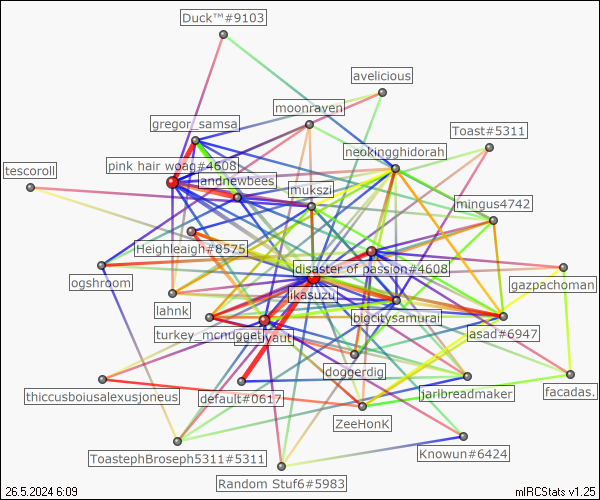 Duck™#9103
avelicious
moonraven
gregor_samsa
Toast#5311
neokingghidorah
tescoroll
pink hair woag#4608
andnewbees
mukszi
mingus4742
Heighleaigh#8575
disaster of passion#4608
ogshroom
gazpachoman
ikasuzu
lahnk
bigcitysamurai
turkey_mcnugget
asad#6947
doggerdig
thiccusboiusalexusjoneus
default#0617
jarlbreadmaker
facadas.
ZeeHonK
ToastephBroseph5311#5311
Knowun#6424
Random Stuf6#5983
26.5.2024 6:09
mIRCStats v1.25